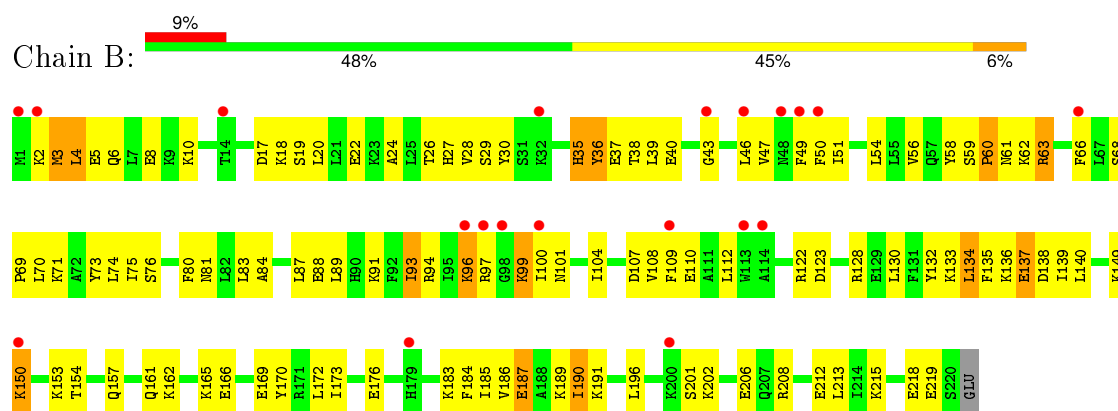 9%
Chain B:
48% 45% 6%
M1 K2 M3 L4 E5 Q6 L7 E8 K9 K10 T14 D17 K18 S19 L20 L21 E22 K23 A24 L25 T26 H27 V28 S29 Y30 S31 K32 H35 Y36 E37 T38 L39 E40 G43 L46 V47 N48 F49 F50 I51 L54 L55 V56 Q57 Y58 S59 P60 N61 K62 R63 F66 L67 S68
P69 L70 K71 A72 Y73 L74 I75 S76 F80 N81 L82 L83 A84 L87 E88 L89 H90 K91 F92 I93 R94 I95 K96 R97 G98 K99 I100 N101 I104 D107 V108 F109 E110 A111 L112 W113 A114 R122 D123 R128 E129 L130 F131 Y132 K133 L134 F135 K136 E137 D138 I139 L140
K150 K153 T154 Q157 Q161 K162 K165 E166 E169 Y170 R171 L172 I173 E176 H179 K183 F184 I185 V186 E187 A188 K189 I190 K191 L196 K200 S201 K202 E206 Q207 R208 E212 L213 I214 K215 E218 E219 S220 GLU